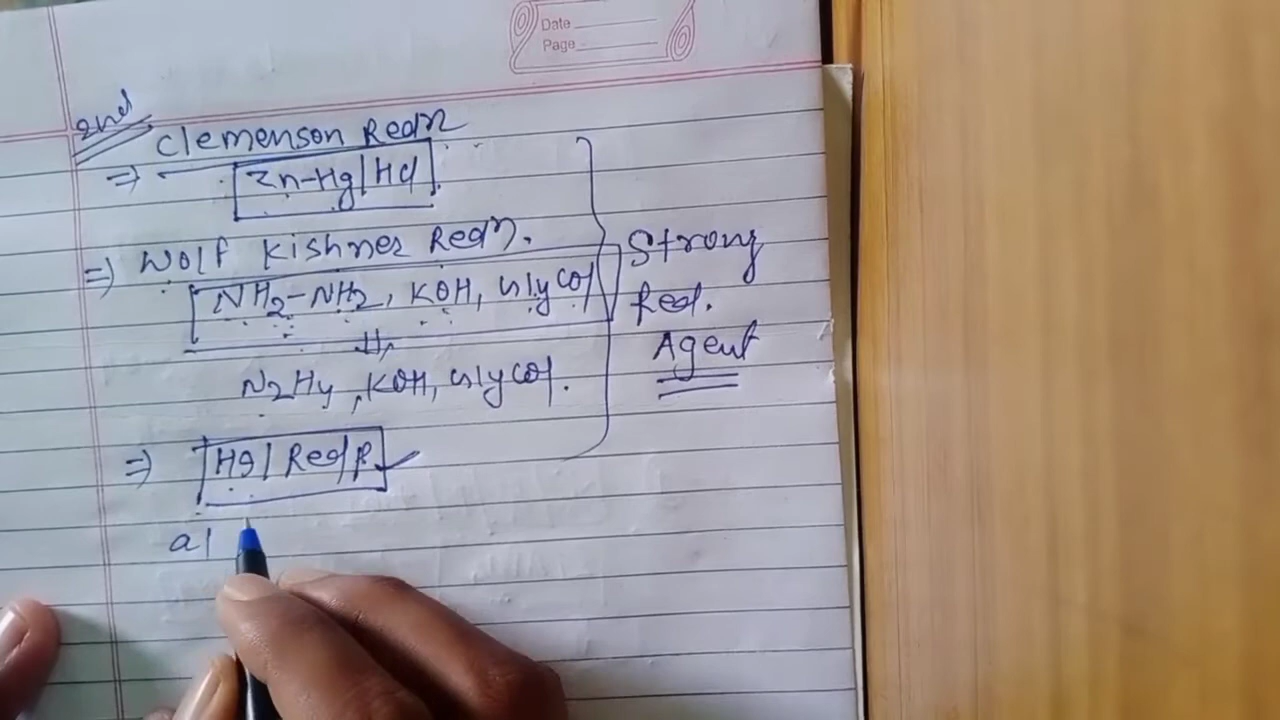 Date
Page
2nd
⇒ Clemenson Redn
Zn-Hg|HCl
⇒ Wolf Kishner Redn.
NH2-NH2, KOH, Glycol
N2H4, KOH, Glycol.
Strong
Red.
Agent
⇒ HI| Red|P
al